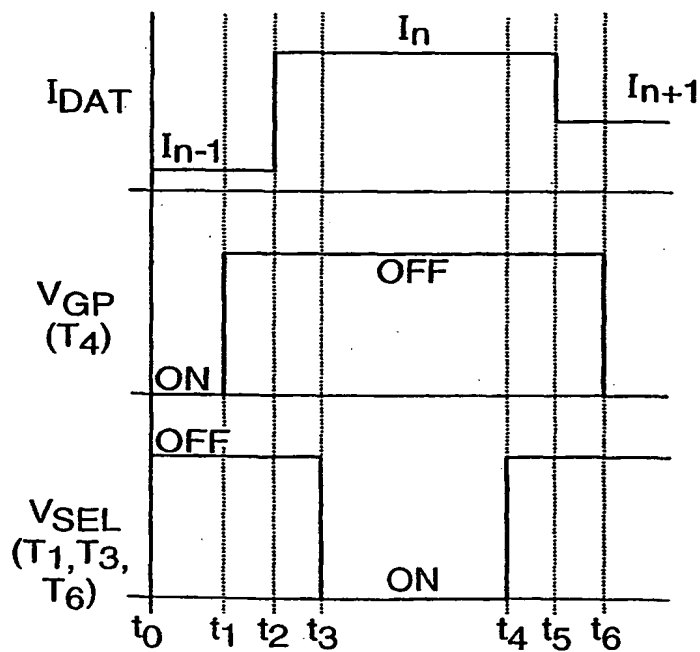 In
IDAT
In+1
In-1
VGP
(T4)
OFF
ON
OFF
VSEL
(T1,T3,
T6)
ON
t0 t1 t2 t3 t4 t5 t6